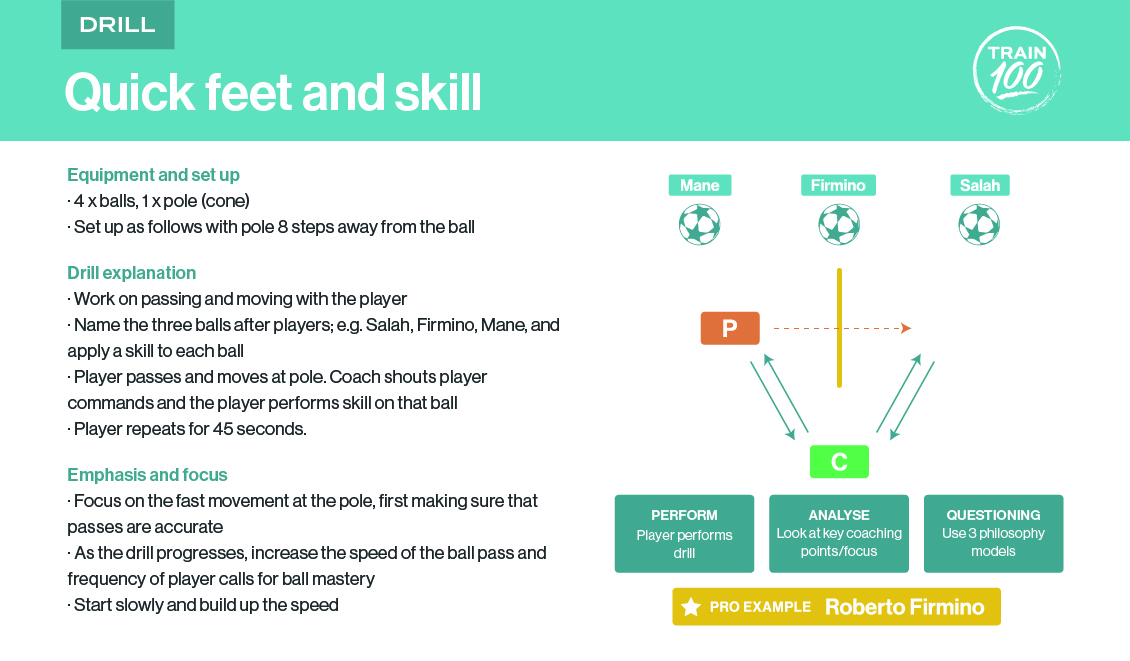 DRILL
Quick feet and skill
TRAIN
100
Equipment and set up
· 4 x balls, 1 x pole (cone)
· Set up as follows with pole 8 steps away from the ball
Drill explanation
· Work on passing and moving with the player
· Name the three balls after players; e.g. Salah, Firmino, Mane, and
apply a skill to each ball
· Player passes and moves at pole. Coach shouts player
commands and the player performs skill on that ball
· Player repeats for 45 seconds.
Emphasis and focus
· Focus on the fast movement at the pole, first making sure that
passes are accurate
· As the drill progresses, increase the speed of the ball pass and
frequency of player calls for ball mastery
· Start slowly and build up the speed
Mane
Firmino
Salah
P
C
PERFORM
Player performs
drill
ANALYSE
Look at key coaching
points/focus
QUESTIONING
Use 3 philosophy
models
PRO EXAMPLE Roberto Firmino